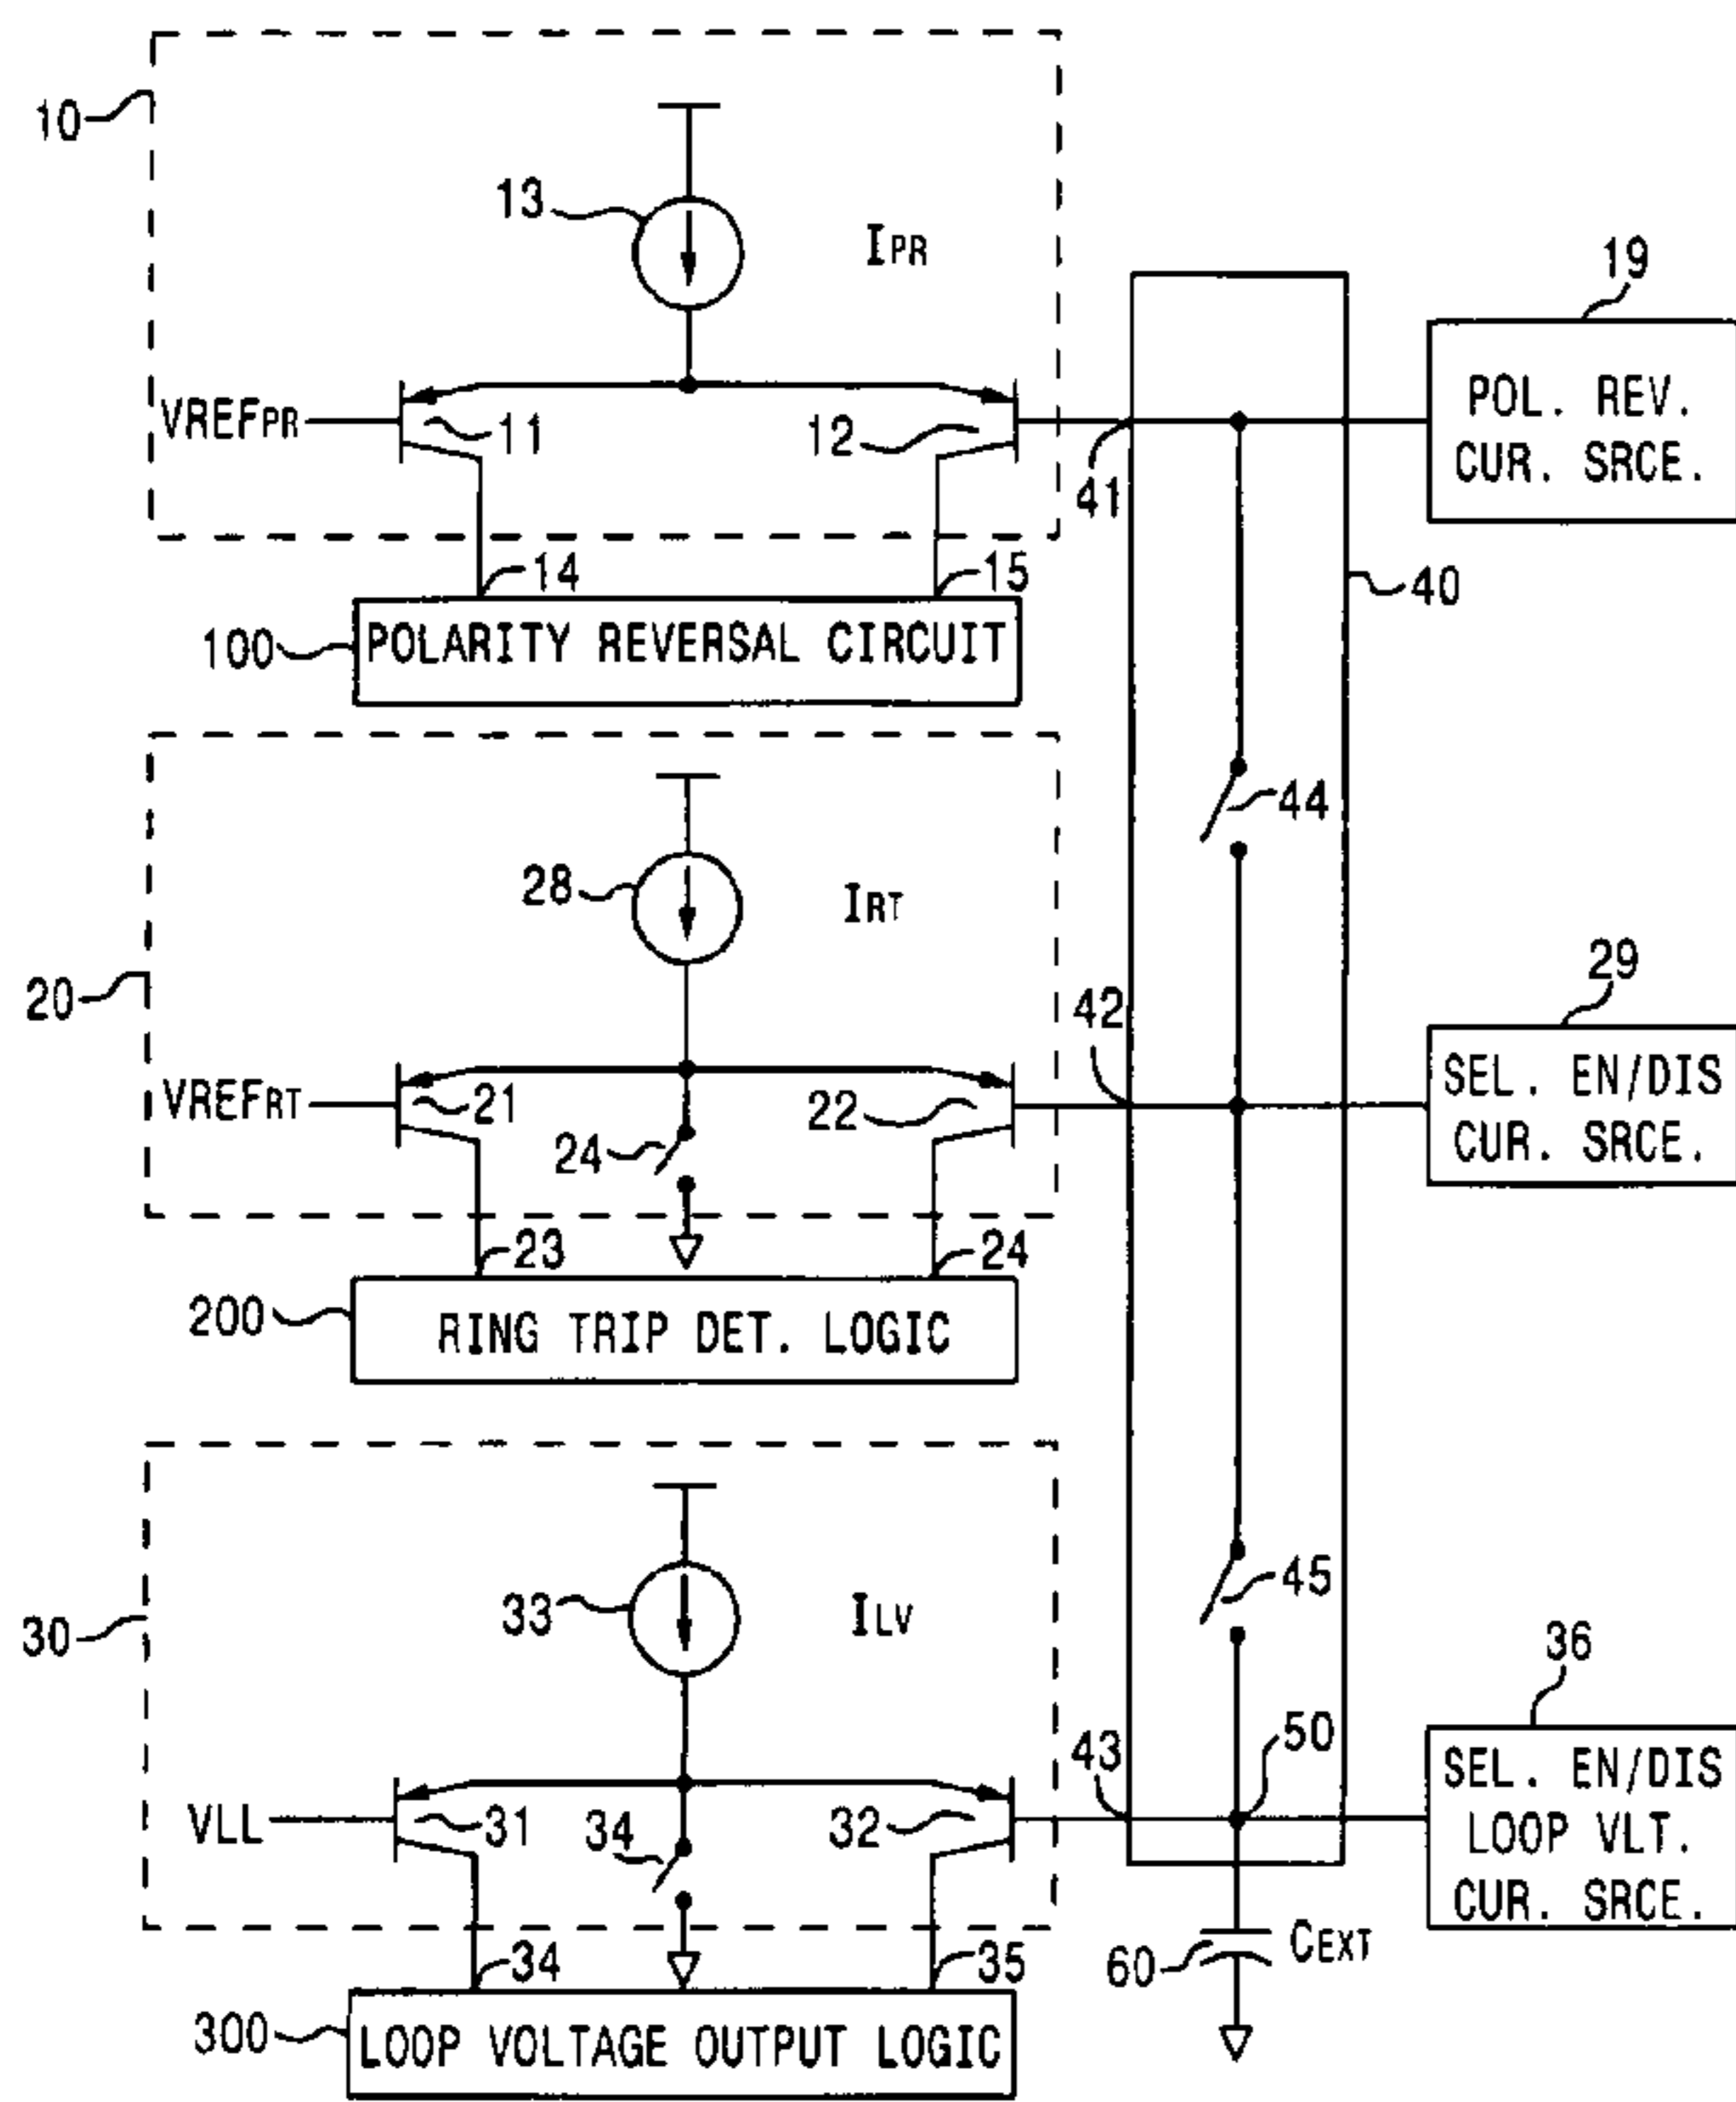 10
13
IPR
19
POL. REV.
CUR. SRCE.
VREFPR
11
12
41
14
15
40
100
POLARITY REVERSAL CIRCUIT
44
28
IRT
20
29
42
SEL. EN/DIS
CUR. SRCE.
VREFRT
21
24
22
23
24
200
RING TRIP DET. LOGIC
45
33
ILV
30
36
43
50
SEL. EN/DIS
LOOP VLT.
CUR. SRCE.
VLL
31
34
32
34
35
60
CEXT
300
LOOP VOLTAGE OUTPUT LOGIC